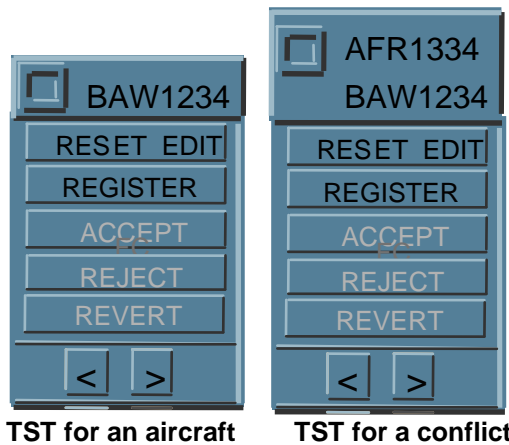 BAW1234
RESET EDIT
REGISTER
ACCEPT
REJECT
REVERT
< >
TST for an aircraft
AFR1334
BAW1234
RESET EDIT
REGISTER
ACCEPT
REJECT
REVERT
< >
TST for a conflict